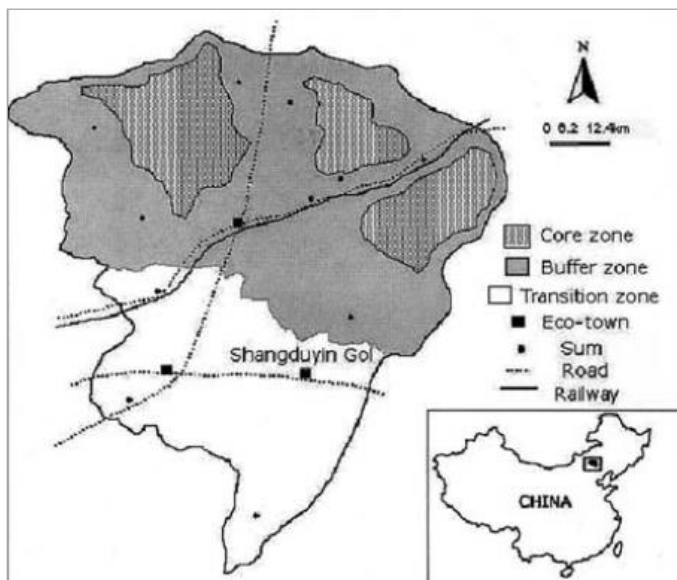 N
0 6.2 12.4km
Core zone
Buffer zone
Transition zone
Eco-town
Sum
Road
Railway
Shangduyin Gol
CHINA